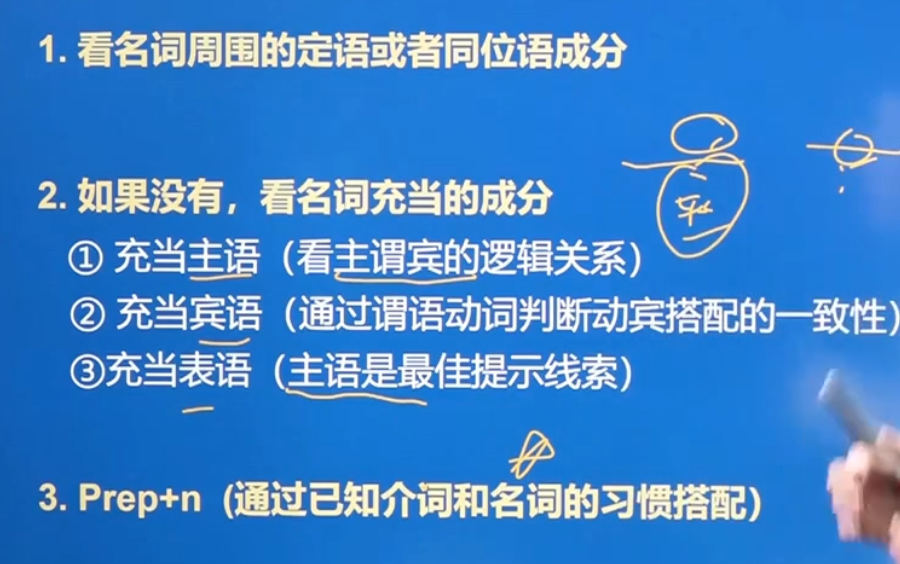 1. 看名词周围的定语或者同位语成分
2. 如果没有，看名词充当的成分
① 充当主语（看主谓宾的逻辑关系）
② 充当宾语（通过谓语动词判断动宾搭配的一致性）
③充当表语（主语是最佳提示线索）
3. Prep+n (通过已知介词和名词的习惯搭配）